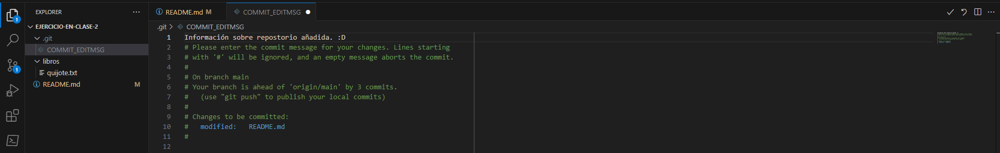 EXPLORER ...
EJERCICIO-EN-CLASE-2
.git
COMMIT_EDITMSG
libros
quijote.txt
README.md M
1
1
README.md M
COMMIT_EDITMSG
.git > COMMIT_EDITMSG
1 Información sobre repostorio añadida. :D
2 # Please enter the commit message for your changes. Lines starting
3 # with '#' will be ignored, and an empty message aborts the commit.
4 #
5 # On branch main
6 # Your branch is ahead of 'origin/main' by 3 commits.
7 #   (use "git push" to publish your local commits)
8 #
9 # Changes to be committed:
10 #   modified:   README.md
11 #
12